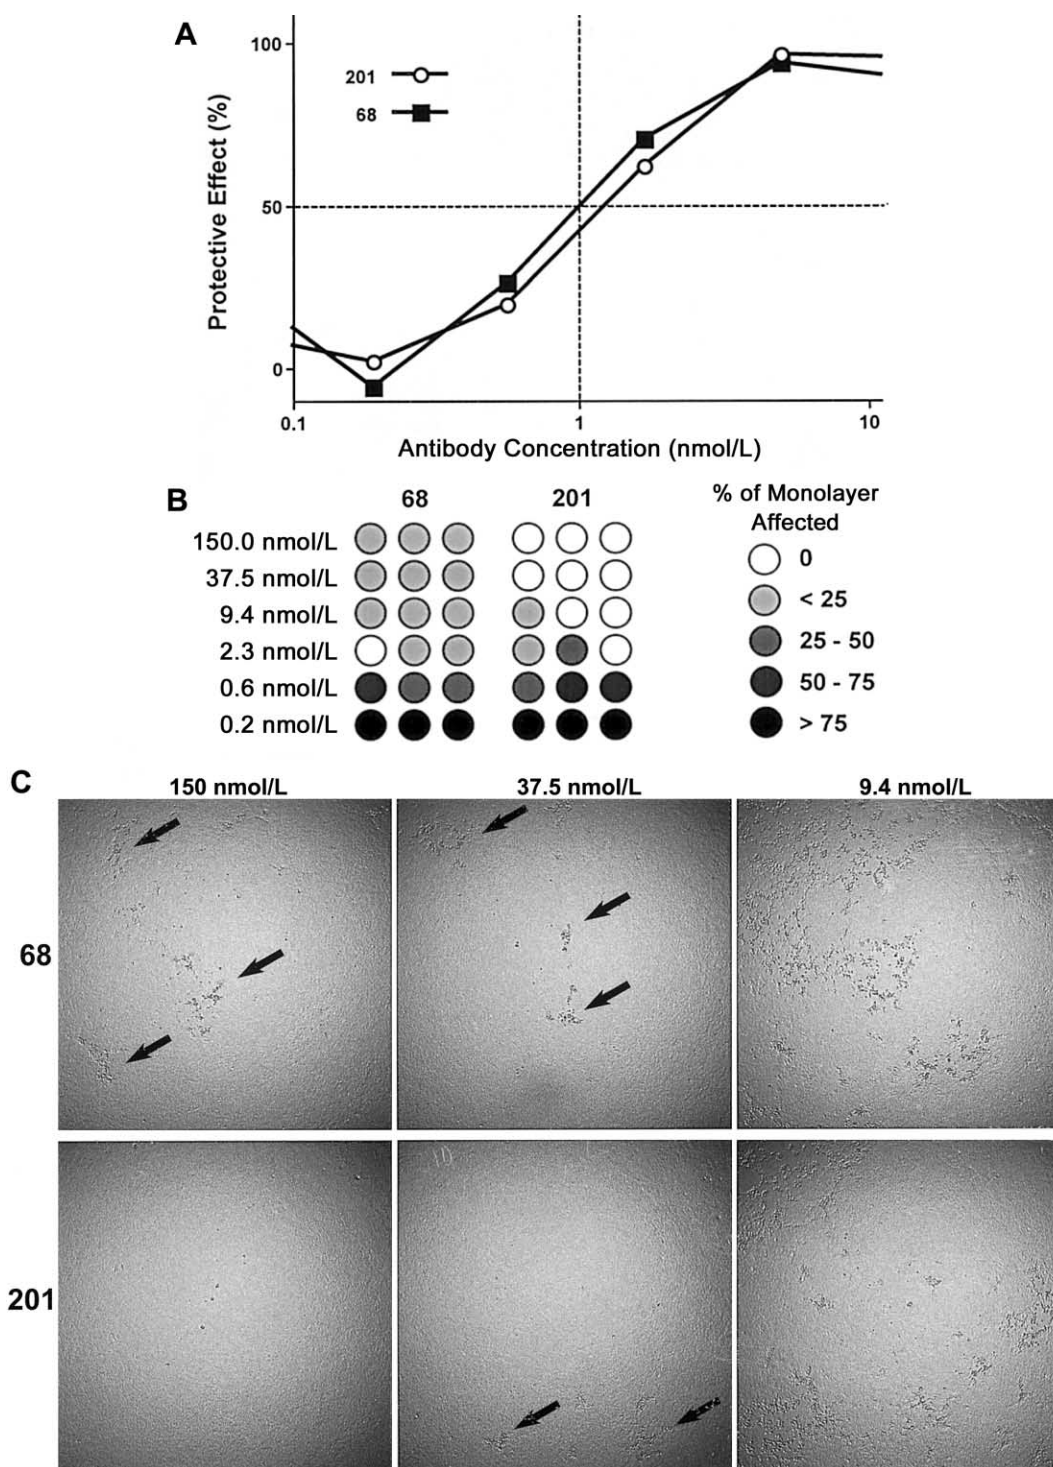 A
100
50
0
Protective Effect (%)
201
68
0.1
1
10
Antibody Concentration (nmol/L)
B
68
201
150.0 nmol/L
37.5 nmol/L
9.4 nmol/L
2.3 nmol/L
0.6 nmol/L
0.2 nmol/L
% of Monolayer
Affected
0
< 25
25 - 50
50 - 75
> 75
C
150 nmol/L
37.5 nmol/L
9.4 nmol/L
68
201